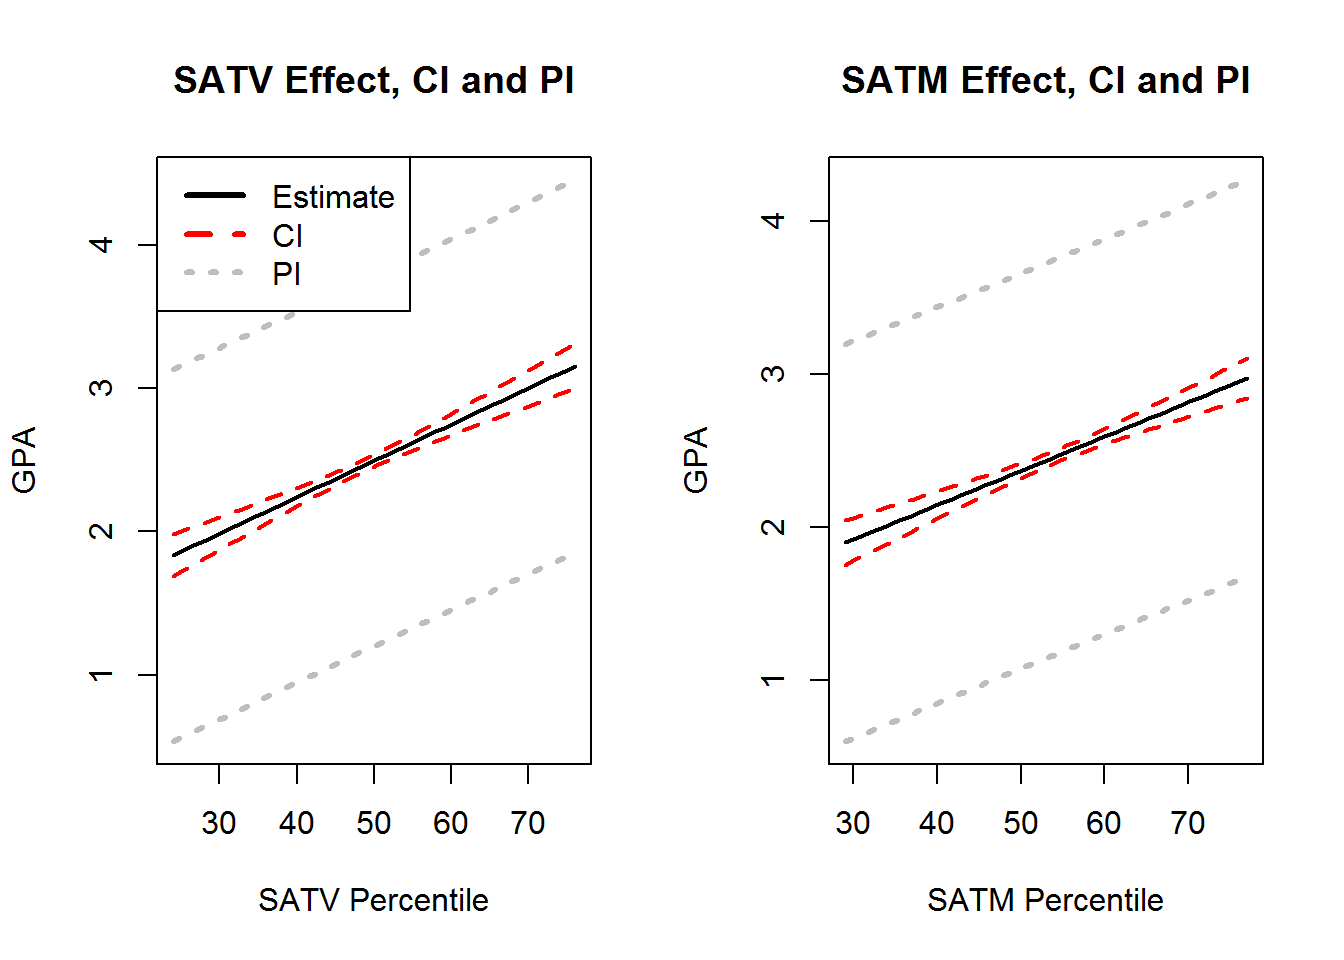 SATV Effect, CI and PI
Estimate
CI
PI
GPA
4
3
2
1
30 40 50 60 70
SATV Percentile
SATM Effect, CI and PI
GPA
4
3
2
1
30 40 50 60 70
SATM Percentile